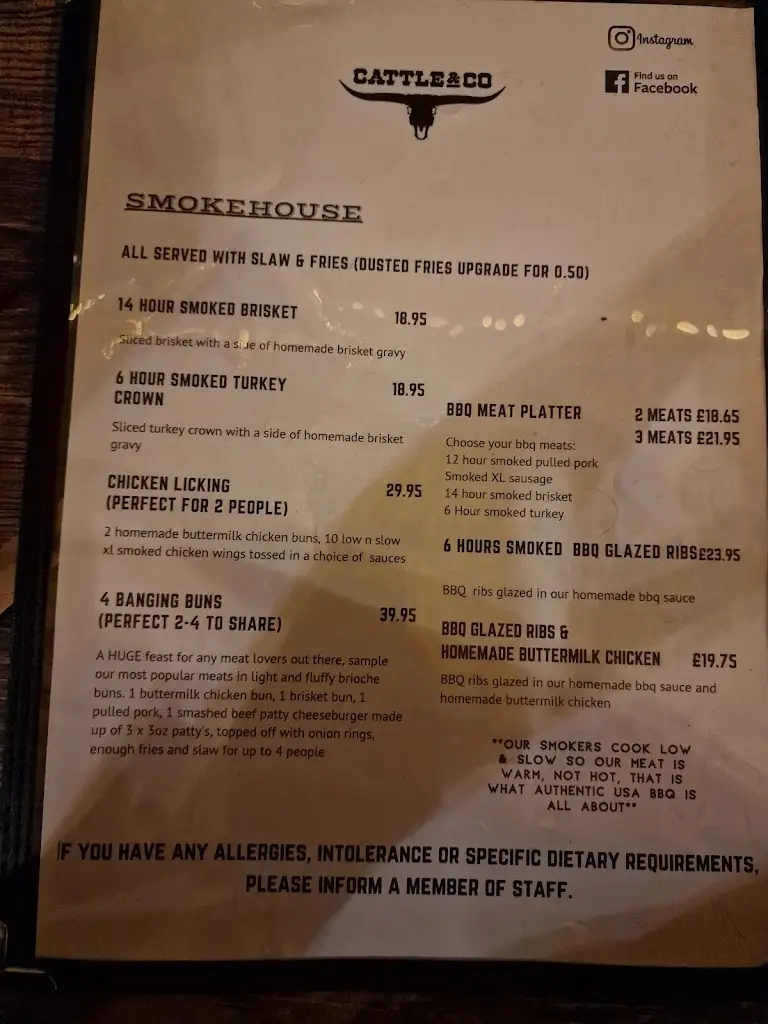 Instagram
Find us on
Facebook
CATTLE&CO
SMOKEHOUSE
ALL SERVED WITH SLAW & FRIES (DUSTED FRIES UPGRADE FOR 0.50)
14 HOUR SMOKED BRISKET 18.95
Sliced brisket with a side of homemade brisket gravy
6 HOUR SMOKED TURKEY 18.95
CROWN
Sliced turkey crown with a side of homemade brisket
gravy
CHICKEN LICKING 29.95
(PERFECT FOR 2 PEOPLE)
2 homemade buttermilk chicken buns, 10 low n slow
xl smoked chicken wings tossed in a choice of sauces
4 BANGING BUNS
(PERFECT 2-4 TO SHARE) 39.95
A HUGE feast for any meat lovers out there, sample
our most popular meats in light and fluffy brioche
buns. 1 buttermilk chicken bun, 1 brisket bun, 1
pulled pork, 1 smashed beef patty cheeseburger made
up of 3 x 3oz patty's, topped off with onion rings,
enough fries and slaw for up to 4 people
BBQ MEAT PLATTER 2 MEATS £18.65
3 MEATS £21.95
Choose your bbq meats:
12 hour smoked pulled pork
Smoked XL sausage
14 hour smoked brisket
6 Hour smoked turkey
6 HOURS SMOKED BBQ GLAZED RIBS £23.95
BBQ ribs glazed in our homemade bbq sauce
BBQ GLAZED RIBS &
HOMEMADE BUTTERMILK CHICKEN £19.75
BBQ ribs glazed in our homemade bbq sauce and
homemade buttermilk chicken
**OUR SMOKERS COOK LOW
& SLOW SO OUR MEAT IS
WARM, NOT HOT, THAT IS
WHAT AUTHENTIC USA BBQ IS
ALL ABOUT**
IF YOU HAVE ANY ALLERGIES, INTOLERANCE OR SPECIFIC DIETARY REQUIREMENTS,
PLEASE INFORM A MEMBER OF STAFF.